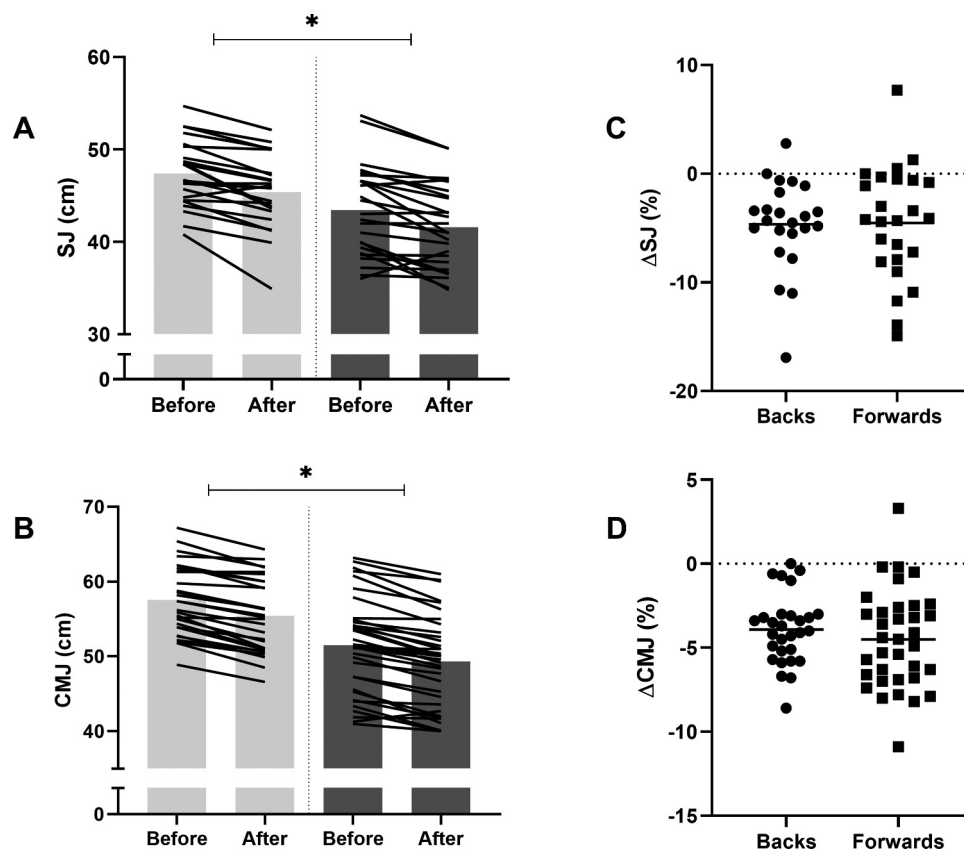 A
*
SJ (cm)
60
50
40
30
0
Before After Before After
B
*
CMJ (cm)
70
60
50
40
0
Before After Before After
C
ΔSJ (%)
10
0
-10
-20
Backs Forwards
D
ΔCMJ (%)
5
0
-5
-10
-15
Backs Forwards